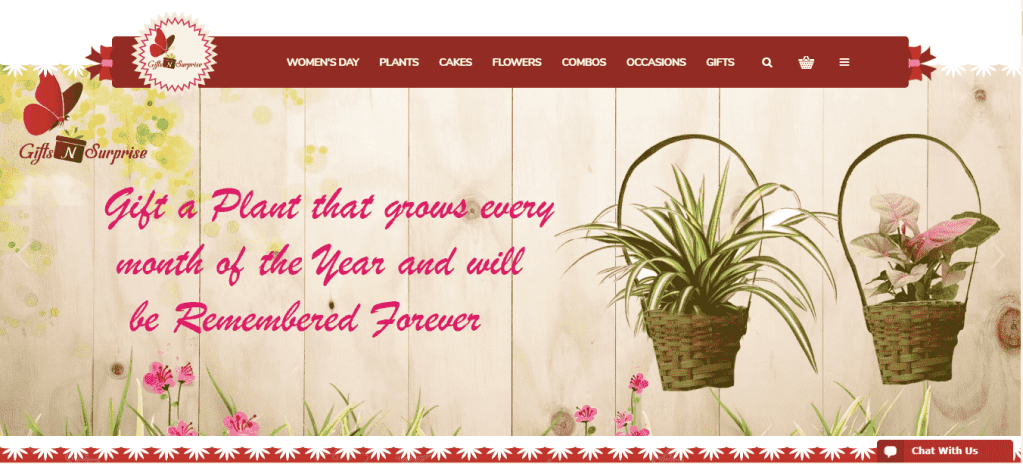 Gifts N Surprise
WOMEN'S DAY PLANTS CAKES FLOWERS COMBOS OCCASIONS GIFTS
Gifts N Surprise
Gift a Plant that grows every
month of the Year and will
be Remembered Forever
Chat With Us